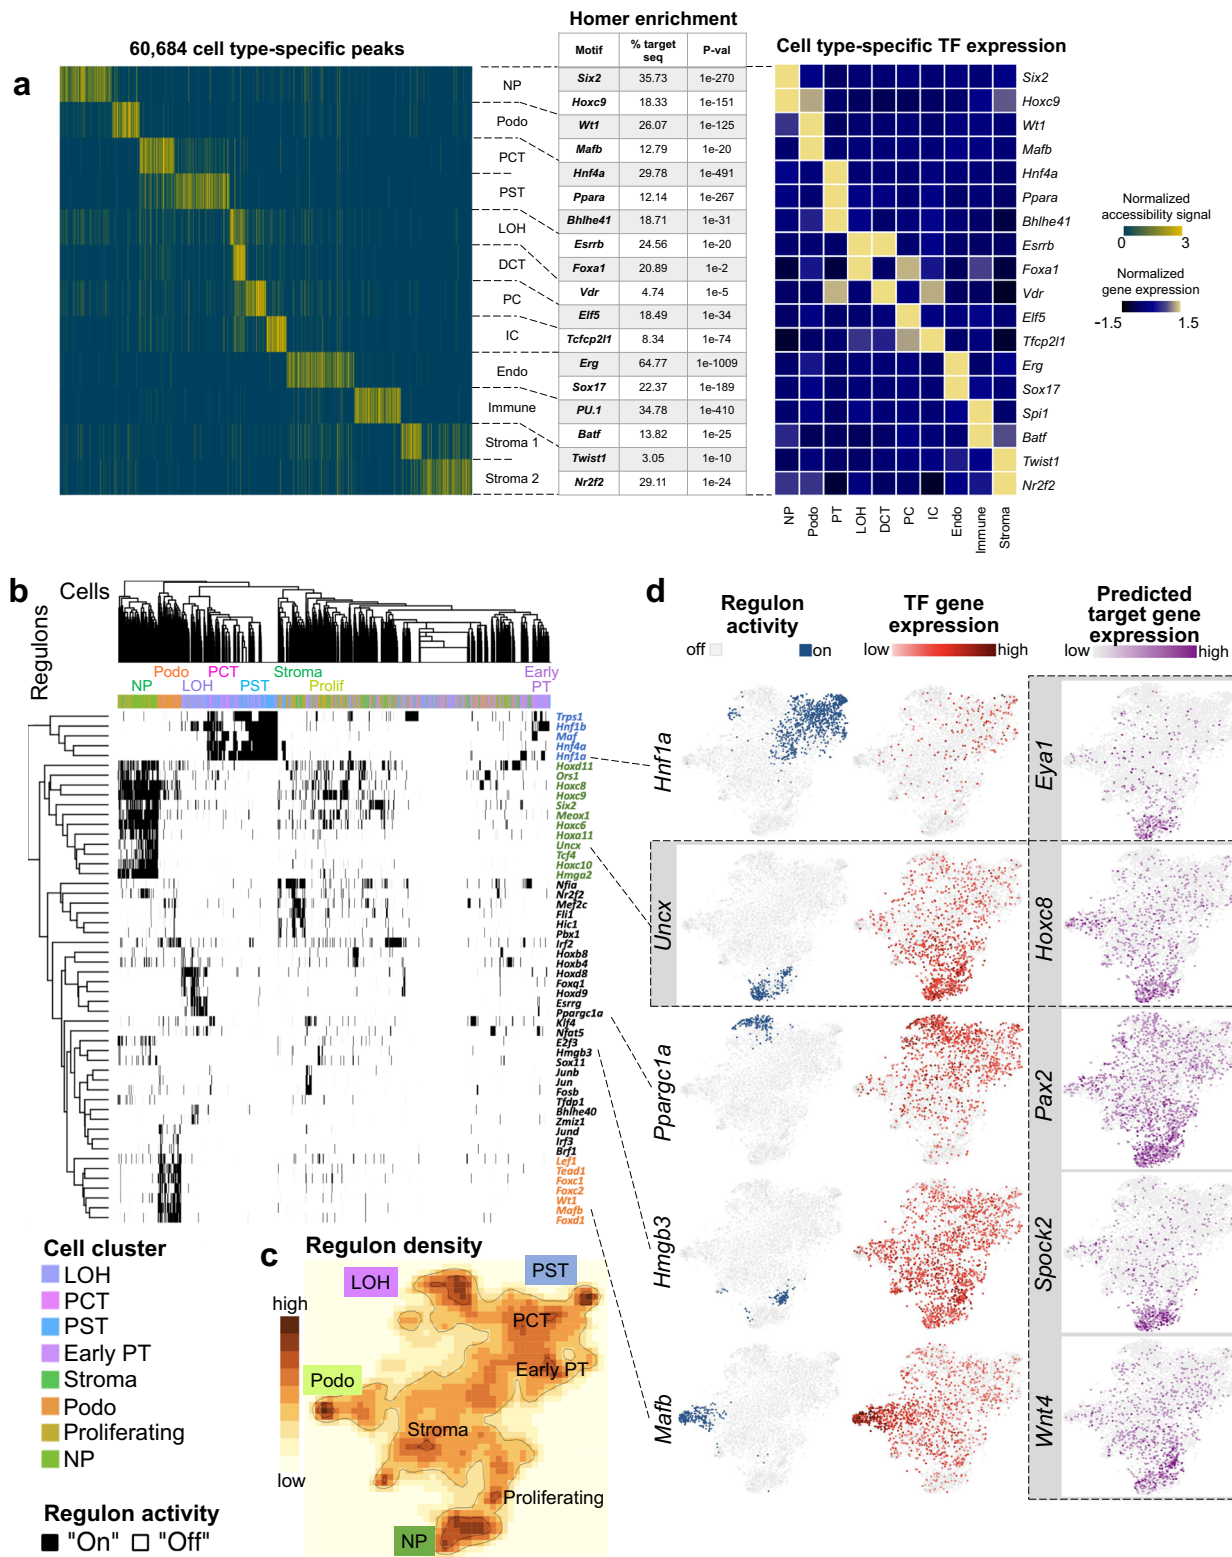 a
60,684 cell type-specific peaks
NP
Podo
PCT
PST
LOH
DCT
PC
IC
Endo
Immune
Stroma 1
Stroma 2
Homer enrichment
Motif % target seq P-val
Six2 35.73 1e-270
Hoxc9 18.33 1e-151
Wt1 26.07 1e-125
Mafb 12.79 1e-20
Hnf4a 29.78 1e-491
Ppara 12.14 1e-267
Bhlhe41 18.71 1e-31
Esrrb 24.56 1e-20
Foxa1 20.89 1e-2
Vdr 4.74 1e-5
Elf5 18.49 1e-34
Tcfcp2l1 8.34 1e-74
Erg 64.77 1e-1009
Sox17 22.37 1e-189
PU.1 34.78 1e-410
Batf 13.82 1e-25
Twist1 3.05 1e-10
Nr2f2 29.11 1e-24
Cell type-specific TF expression
Six2
Hoxc9
Wt1
Mafb
Hnf4a
Ppara
Bhlhe41
Esrrb
Foxa1
Vdr
Elf5
Tfcp2l1
Erg
Sox17
Spi1
Batf
Twist1
Nr2f2
NP Podo PT LOH DCT PC IC Endo Immune Stroma
Normalized
accessibility signal
0 3
Normalized
gene expression
-1.5 1.5
b
Cells
Regulons
NP Podo LOH PCT PST Stroma Prolif Early PT
Trps1
Hnf1b
Maf
Hnf4a
Hnf1a
Hoxd11
Osr1
Hoxc8
Hoxc9
Six2
Meox1
Hoxc6
Hoxa11
Uncx
Tcf4
Hoxc10
Hmga2
Nfia
Nr2f2
Mef2c
Fli1
Hic1
Pbx1
Irf2
Hoxb8
Hoxb4
Hoxd8
Foxq1
Hoxd9
Esrrg
Ppargc1a
Klf4
Nfat5
E2f3
Hmgb3
Sox11
Junb
Jun
Fosb
Tfdp1
Bhlhe40
Zmiz1
Jund
Irf3
Brf1
Lef1
Tead1
Foxc1
Foxc2
Wt1
Mafb
Foxd1
Cell cluster
LOH
PCT
PST
Early PT
Stroma
Podo
Proliferating
NP
Regulon activity
"On" "Off"
c
Regulon density
high
low
LOH
PST
PCT
Early PT
Podo
Stroma
Proliferating
NP
d
Regulon
activity
off on
TF gene
expression
low high
Predicted
target gene
expression
low high
Hnf1a
Eya1
Uncx
Hoxc8
Ppargc1a
Pax2
Hmgb3
Spock2
Mafb
Wnt4